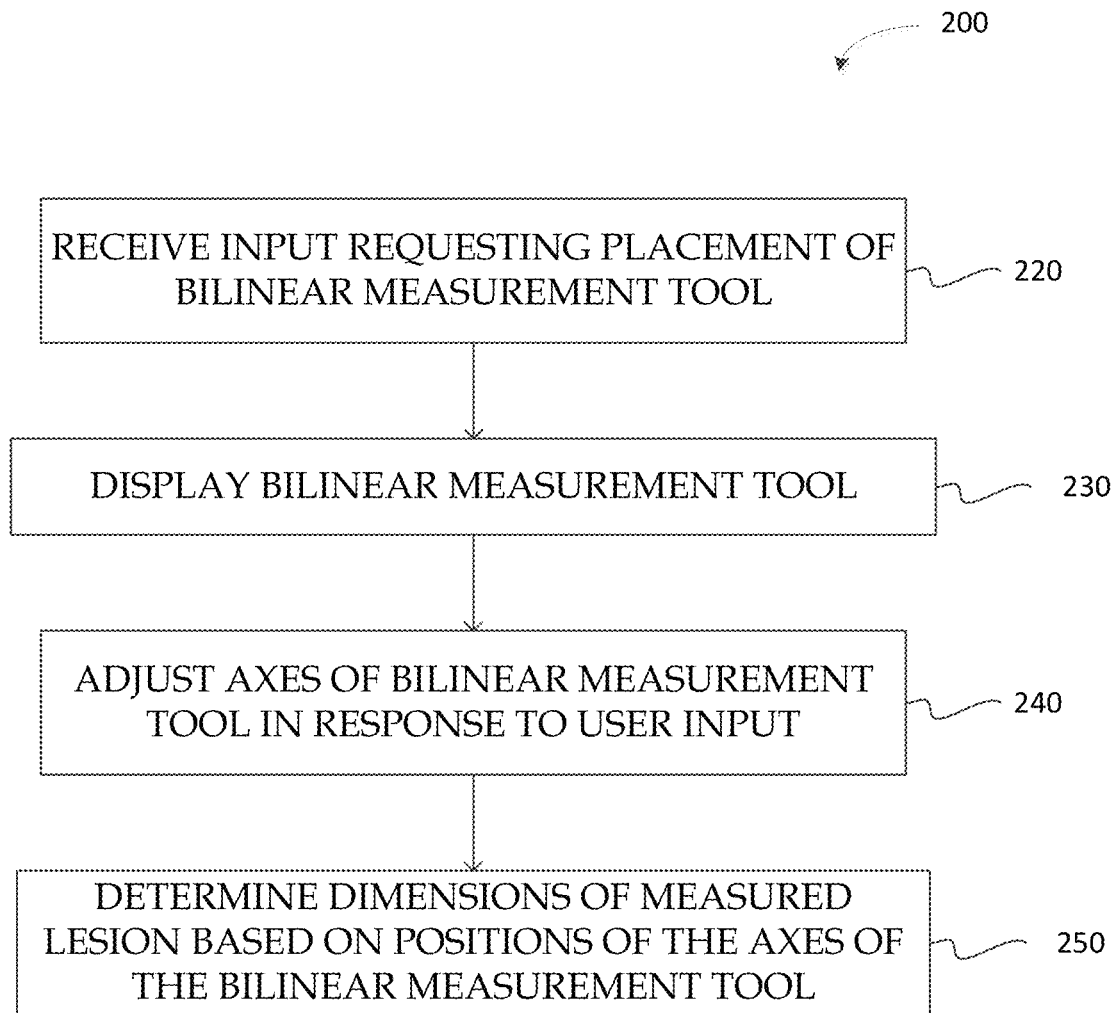 200
RECEIVE INPUT REQUESTING PLACEMENT OF
BILINEAR MEASUREMENT TOOL
220
DISPLAY BILINEAR MEASUREMENT TOOL
230
ADJUST AXES OF BILINEAR MEASUREMENT
TOOL IN RESPONSE TO USER INPUT
240
DETERMINE DIMENSIONS OF MEASURED
LESION BASED ON POSITIONS OF THE AXES OF
THE BILINEAR MEASUREMENT TOOL
250